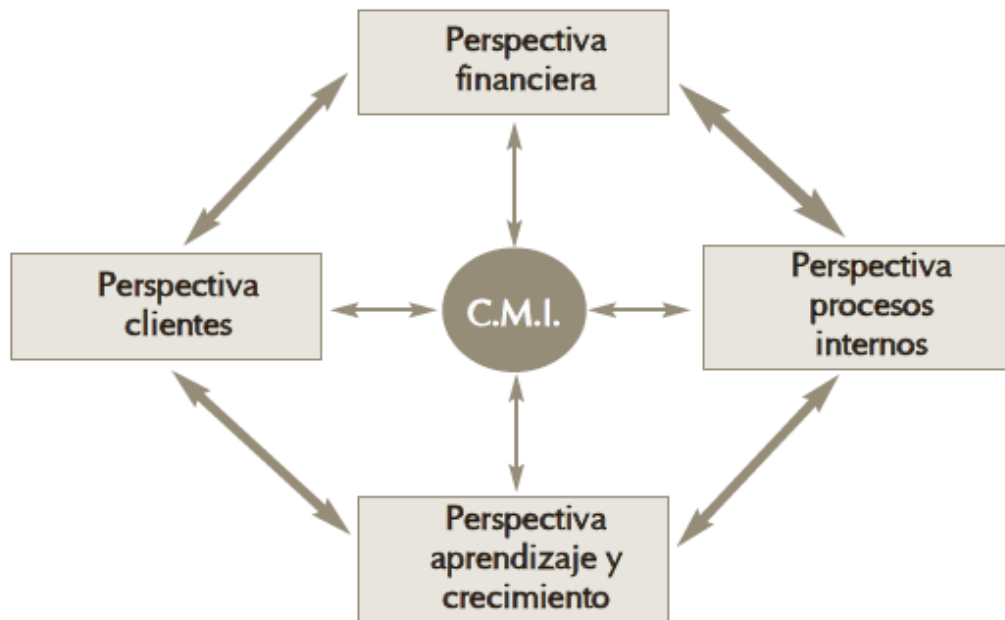 Perspectiva
financiera
Perspectiva
clientes
C.M.I.
Perspectiva
procesos
internos
Perspectiva
aprendizaje y
crecimiento